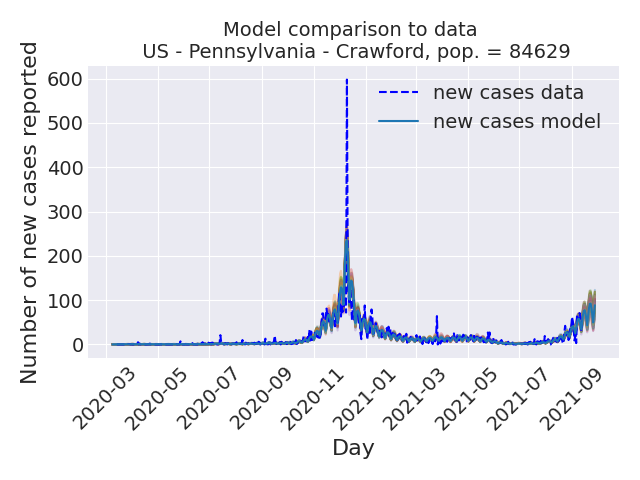 Model comparison to data
US - Pennsylvania - Crawford, pop. = 84629
Number of new cases reported
600
500
400
300
200
100
0
new cases data
new cases model
2020-03
2020-05
2020-07
2020-09
2020-11
2021-01
2021-03
2021-05
2021-07
2021-09
Day